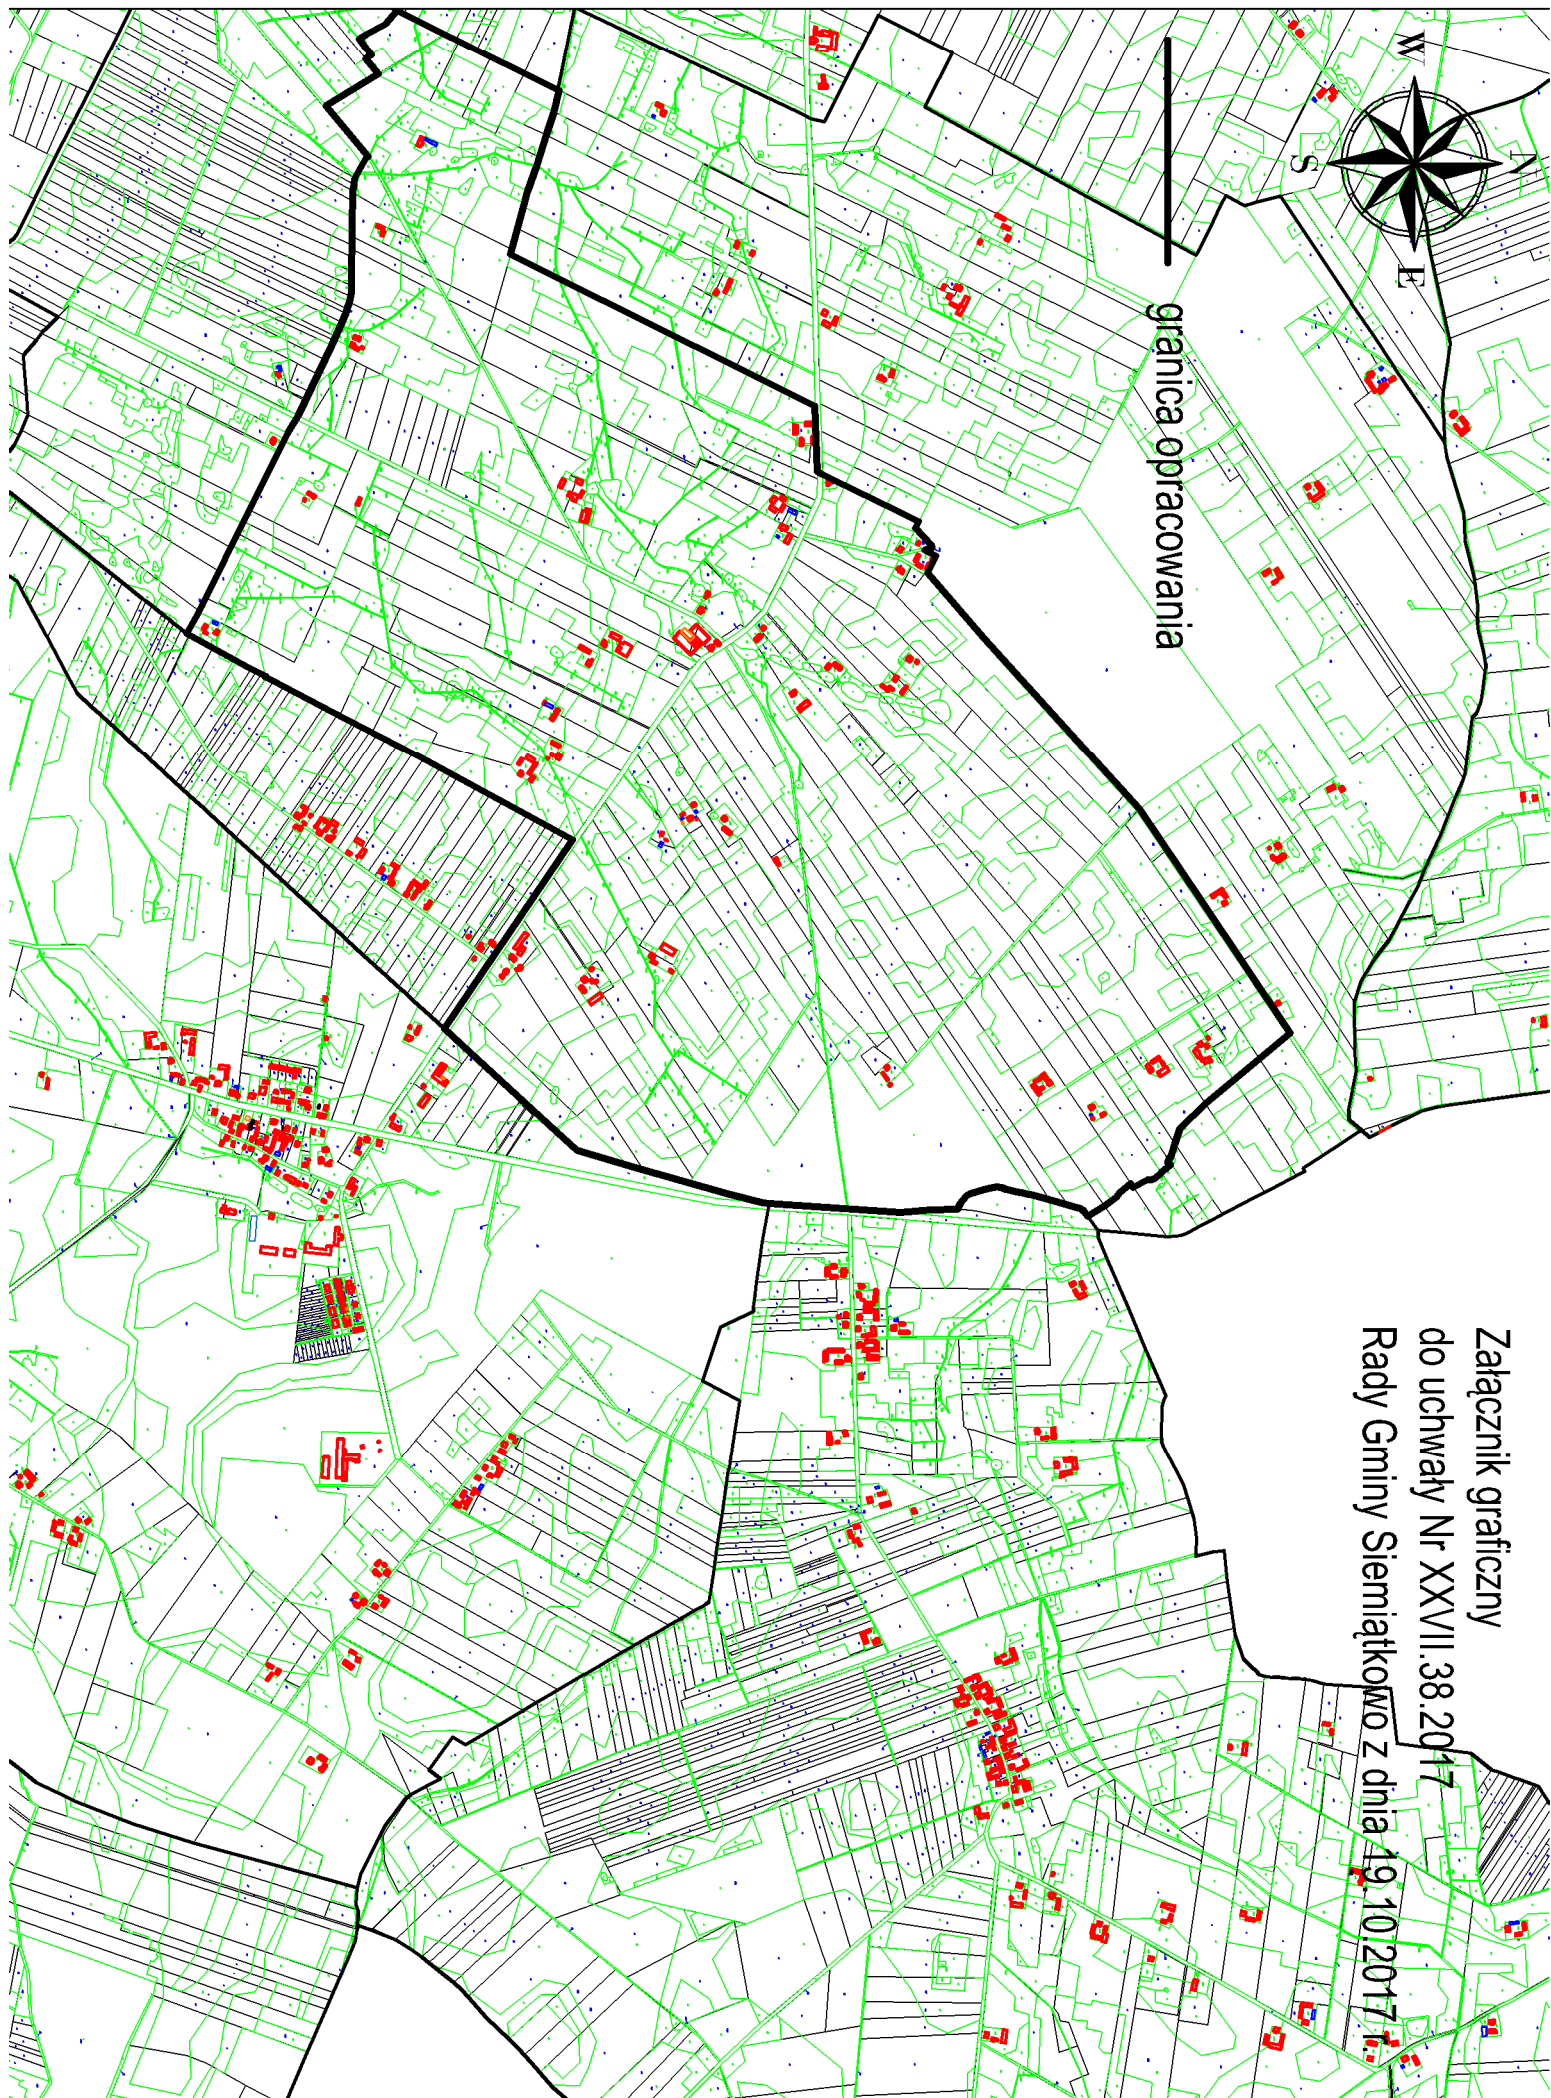 Załącznik graficzny
do uchwały Nr XXVII.38.2017
Rady Gminy Siemiątkowo z dnia 19.10.2017 r.
N
W
E
S
granica opracowania